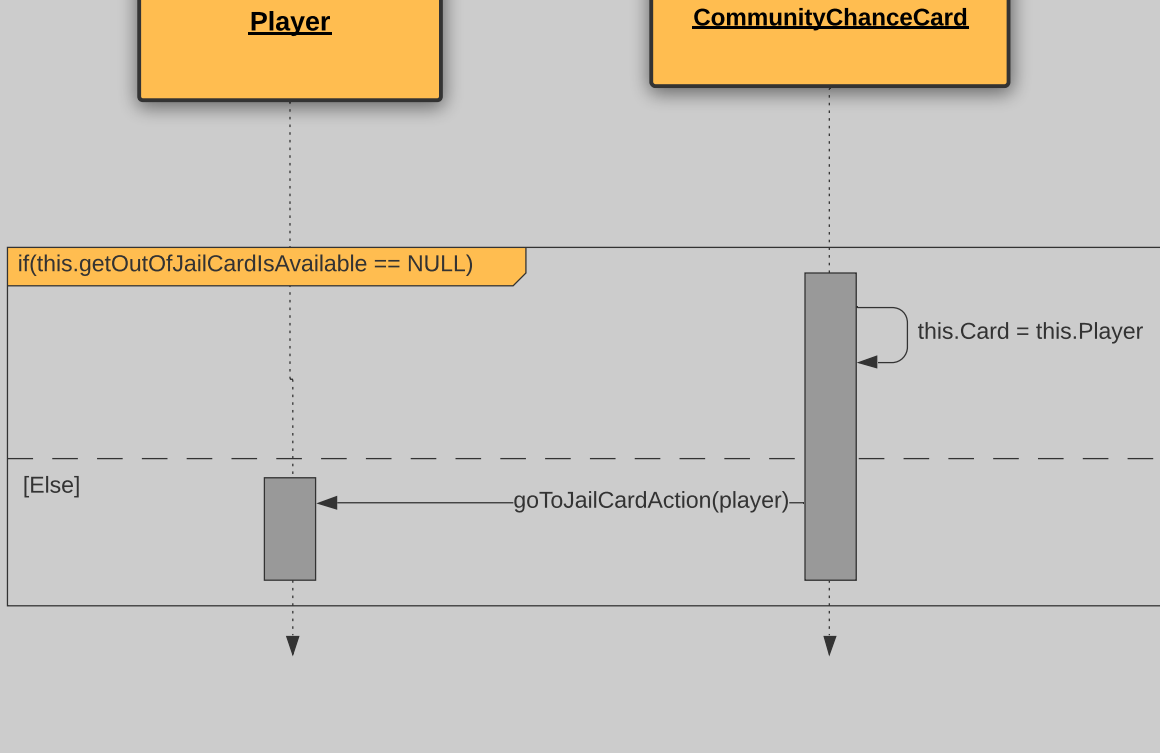 Player
CommunityChanceCard
if(this.getOutOfJailCardIsAvailable == NULL)
this.Card = this.Player
[Else]
goToJailCardAction(player)